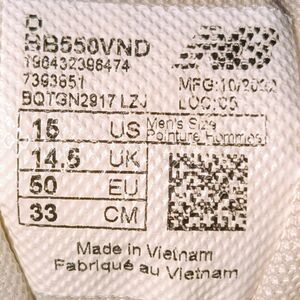 D
BB550VND
196432396474
7393651
BQTGN2917 LZJ
MFG:10/2022
LOC:C5
15 US
Men's Size
Pointure Hommes
14.5 UK
50 EU
33 CM
Made in Vietnam
Fabriqué au Vietnam